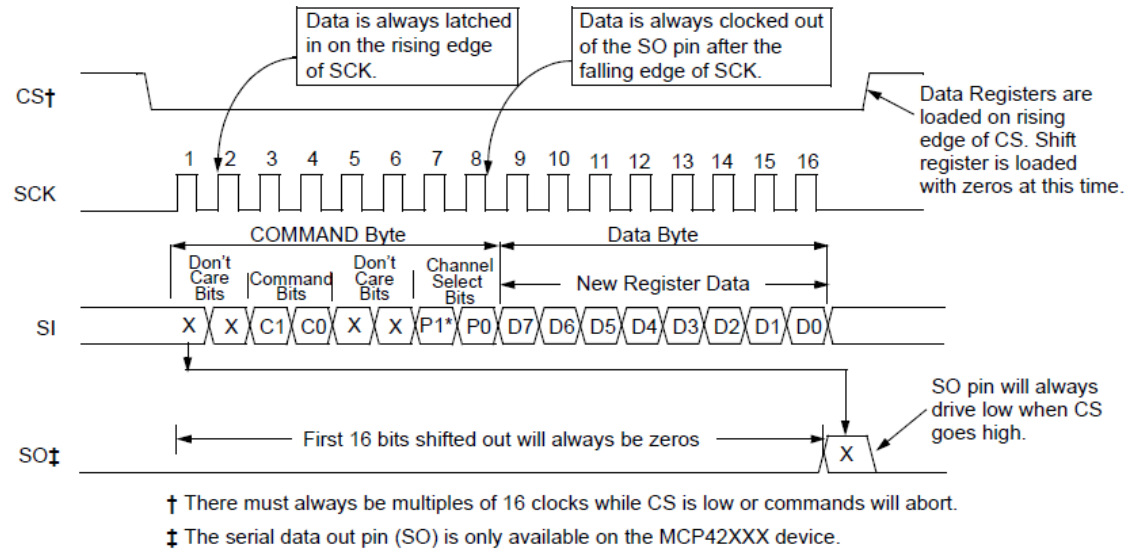 Data is always latched
in on the rising edge
of SCK.
Data is always clocked out
of the SO pin after the
falling edge of SCK.
CS†
Data Registers are
loaded on rising
edge of CS. Shift
register is loaded
with zeros at this time.
1 2 3 4 5 6 7 8 9 10 11 12 13 14 15 16
SCK
COMMAND Byte
Data Byte
Don't
Care
Bits
Command
Bits
Don't
Care
Bits
Channel
Select
Bits
New Register Data
SI
X X C1 C0 X X P1* P0 D7 D6 D5 D4 D3 D2 D1 D0
SO pin will always
drive low when CS
goes high.
First 16 bits shifted out will always be zeros
SO‡
X
† There must always be multiples of 16 clocks while CS is low or commands will abort.
‡ The serial data out pin (SO) is only available on the MCP42XXX device.